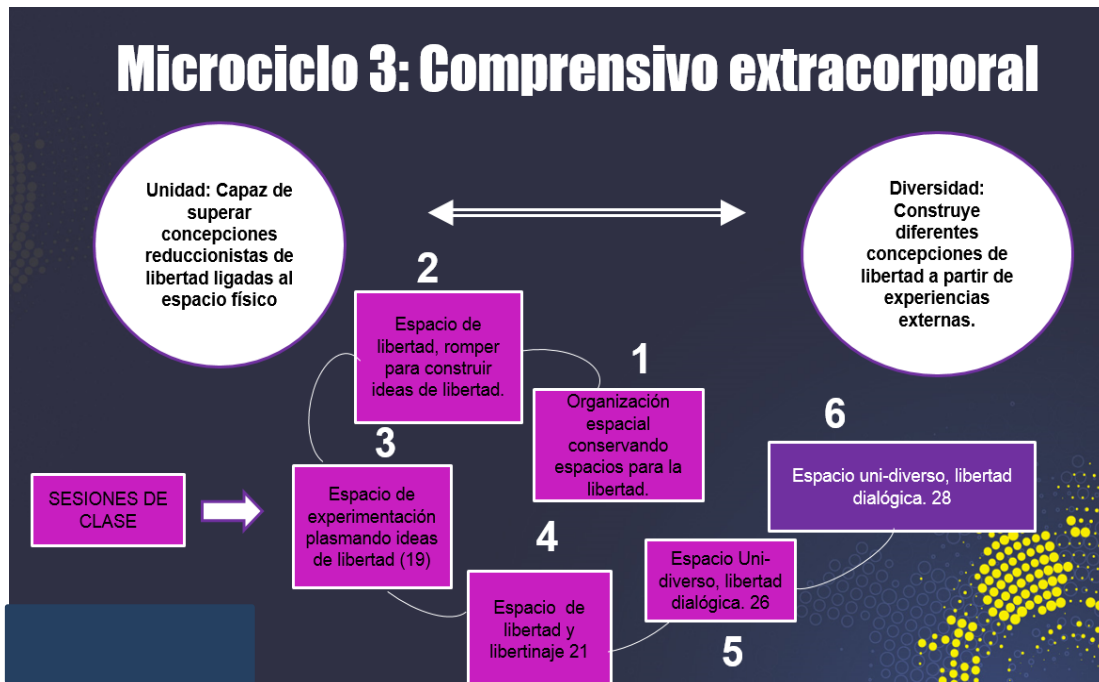 Microciclo 3: Comprensivo extracorporal
Unidad: Capaz de
superar
concepciones
reduccionistas de
libertad ligadas al
espacio físico
Diversidad:
Construye
diferentes
concepciones de
libertad a partir de
experiencias
externas.
2
Espacio de
libertad, romper
para construir
ideas de libertad.
1
Organización
espacial
conservando
espacios para la
libertad.
6
Espacio uni-diverso, libertad
dialógica. 28
SESIONES DE
CLASE
3
Espacio de
experimentación
plasmando ideas
de libertad (19)
4
Espacio de
libertad y
libertinaje 21
Espacio Uni-
diverso, libertad
dialógica. 26
5